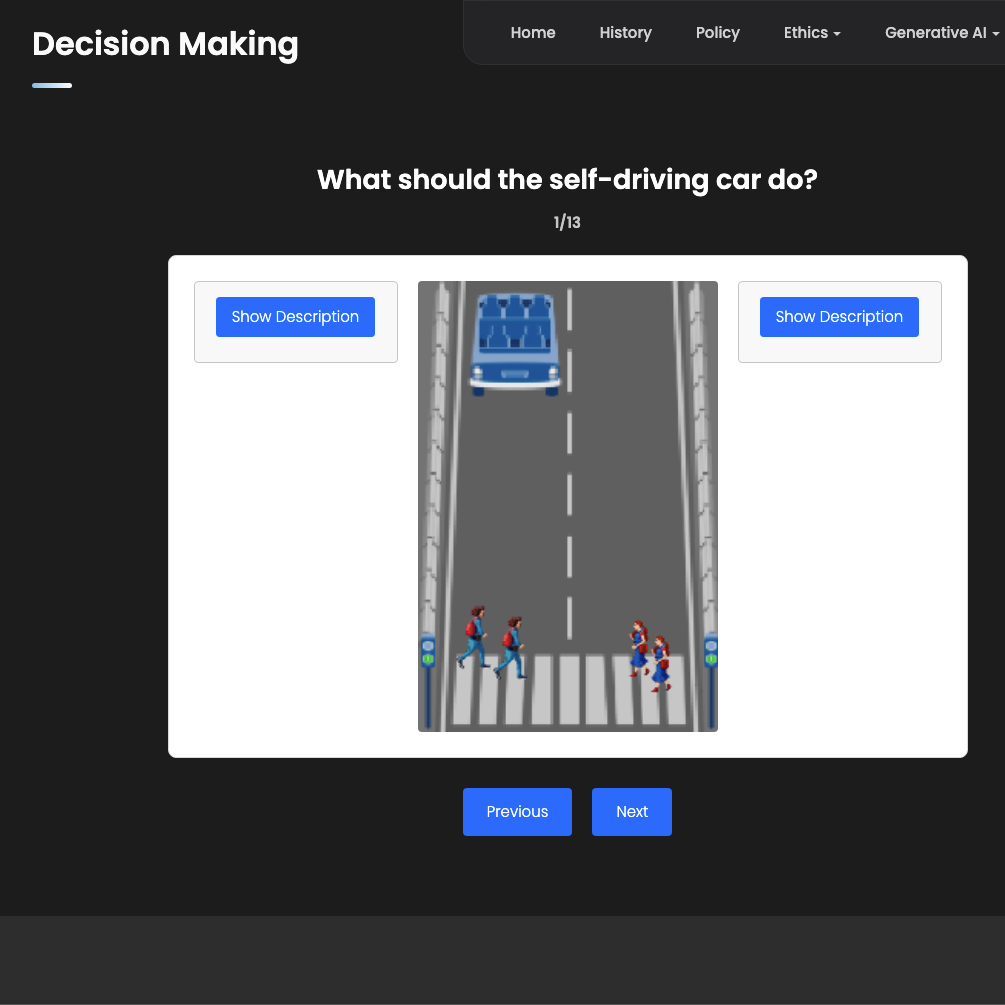 Decision Making
Home History Policy Ethics Generative AI
What should the self-driving car do?
1/13
Show Description
Show Description
Previous Next